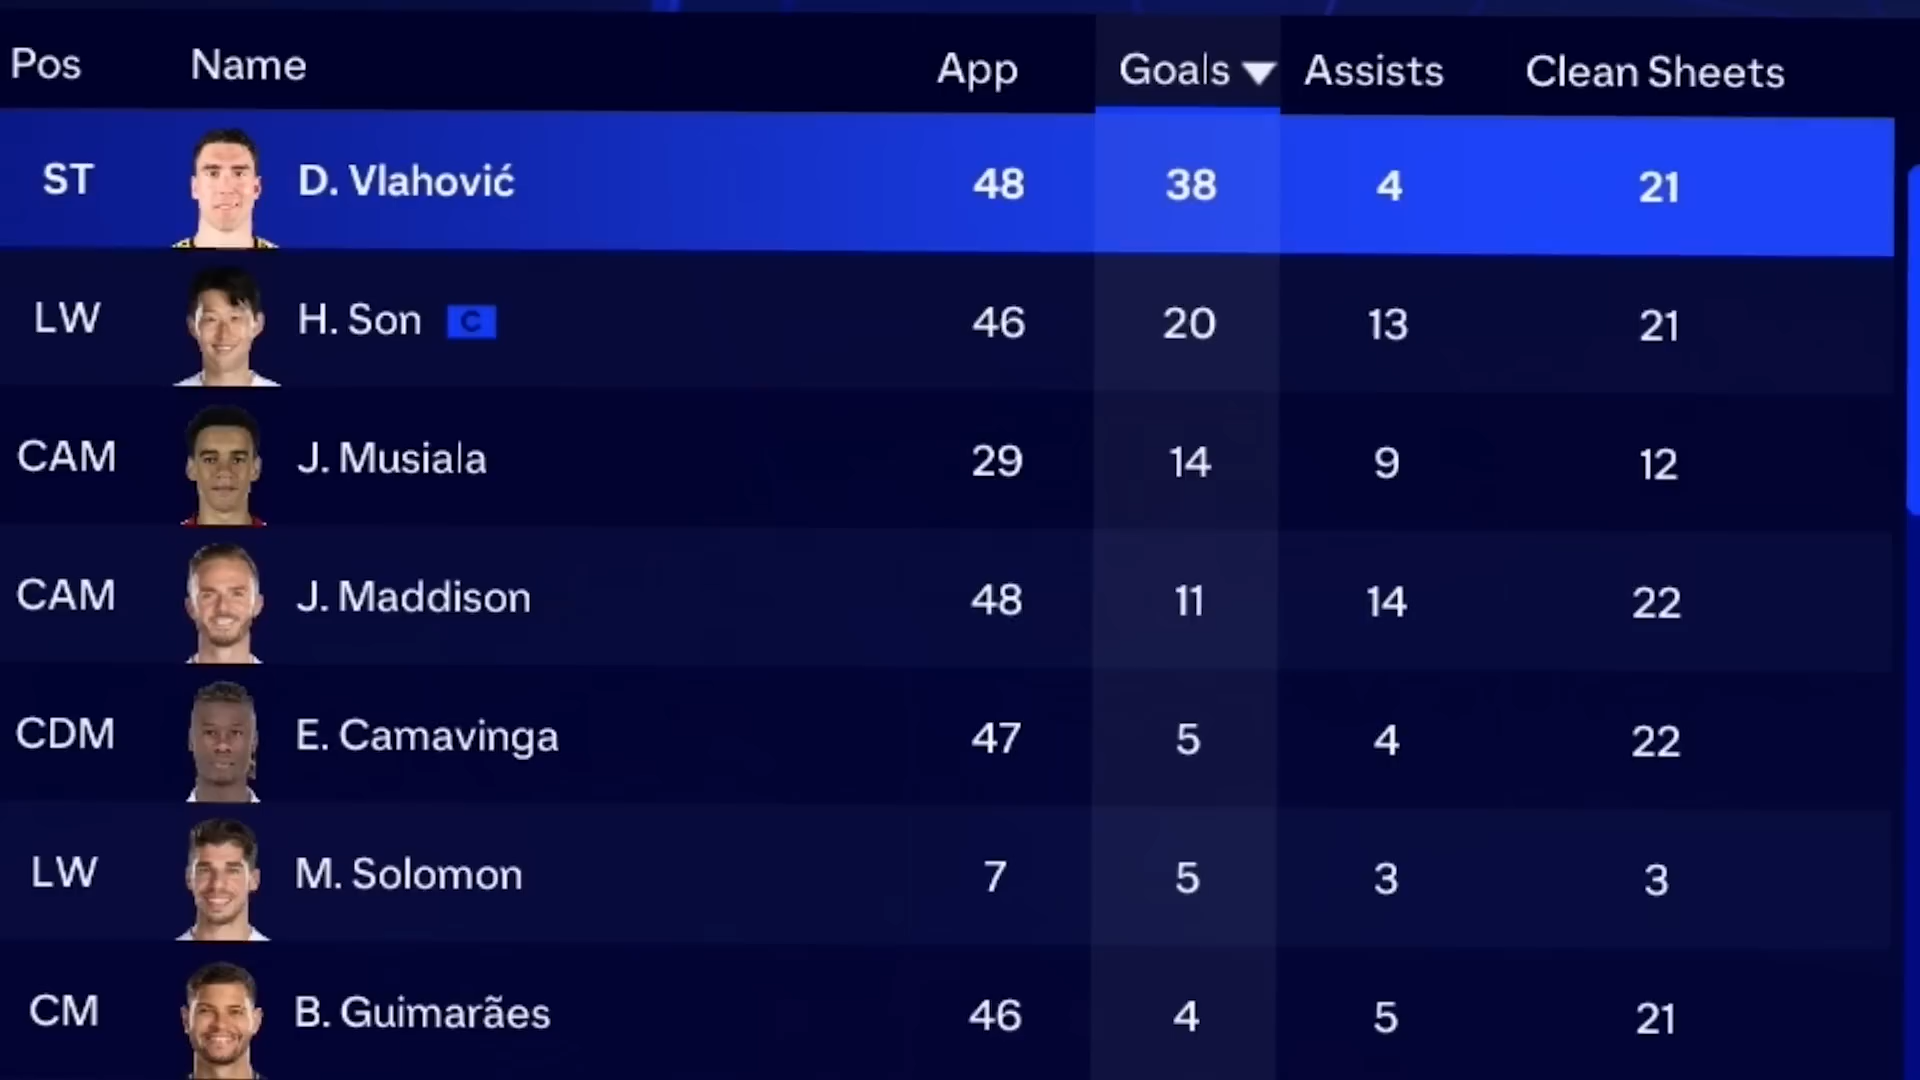 Pos Name App Goals Assists Clean Sheets
ST D. Vlahović 48 38 4 21
LW H. Son C 46 20 13 21
CAM J. Musiala 29 14 9 12
CAM J. Maddison 48 11 14 22
CDM E. Camavinga 47 5 4 22
LW M. Solomon 7 5 3 3
CM B. Guimarães 46 4 5 21